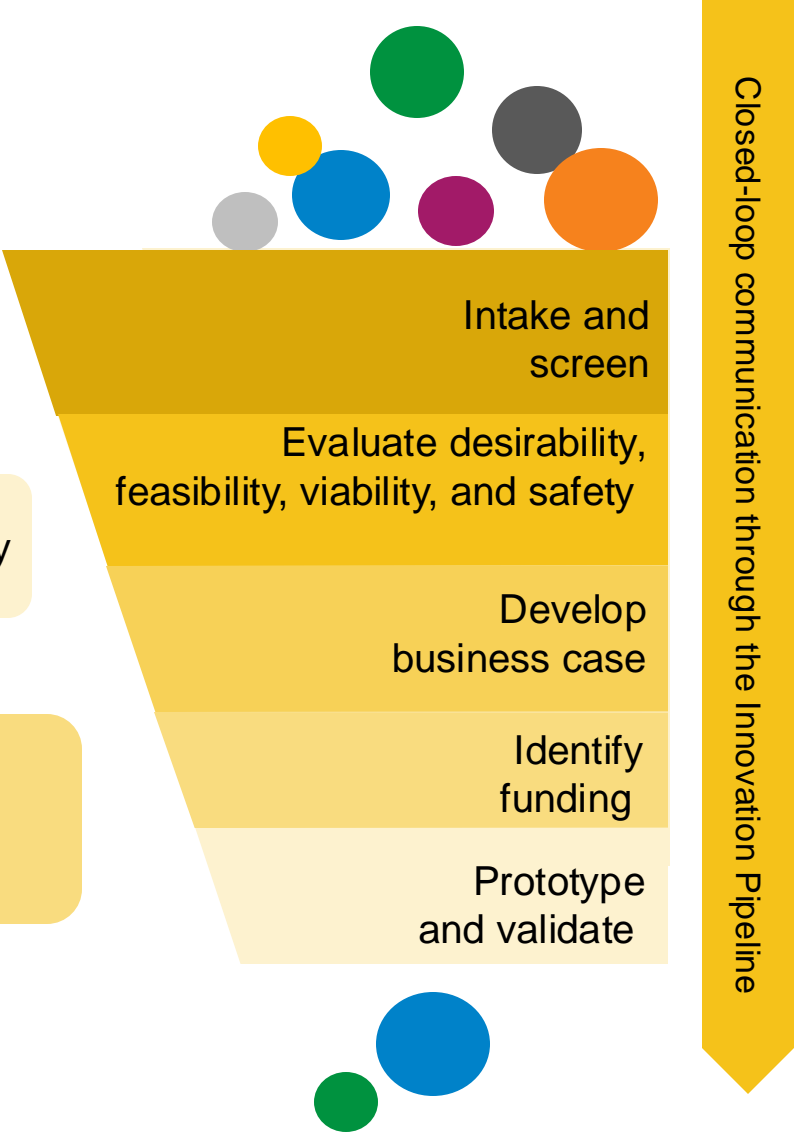 Intake and
screen
Evaluate desirability,
feasibility, viability, and safety
Develop
business case
Identify
funding
Prototype
and validate
Closed-loop communication through the Innovation Pipeline